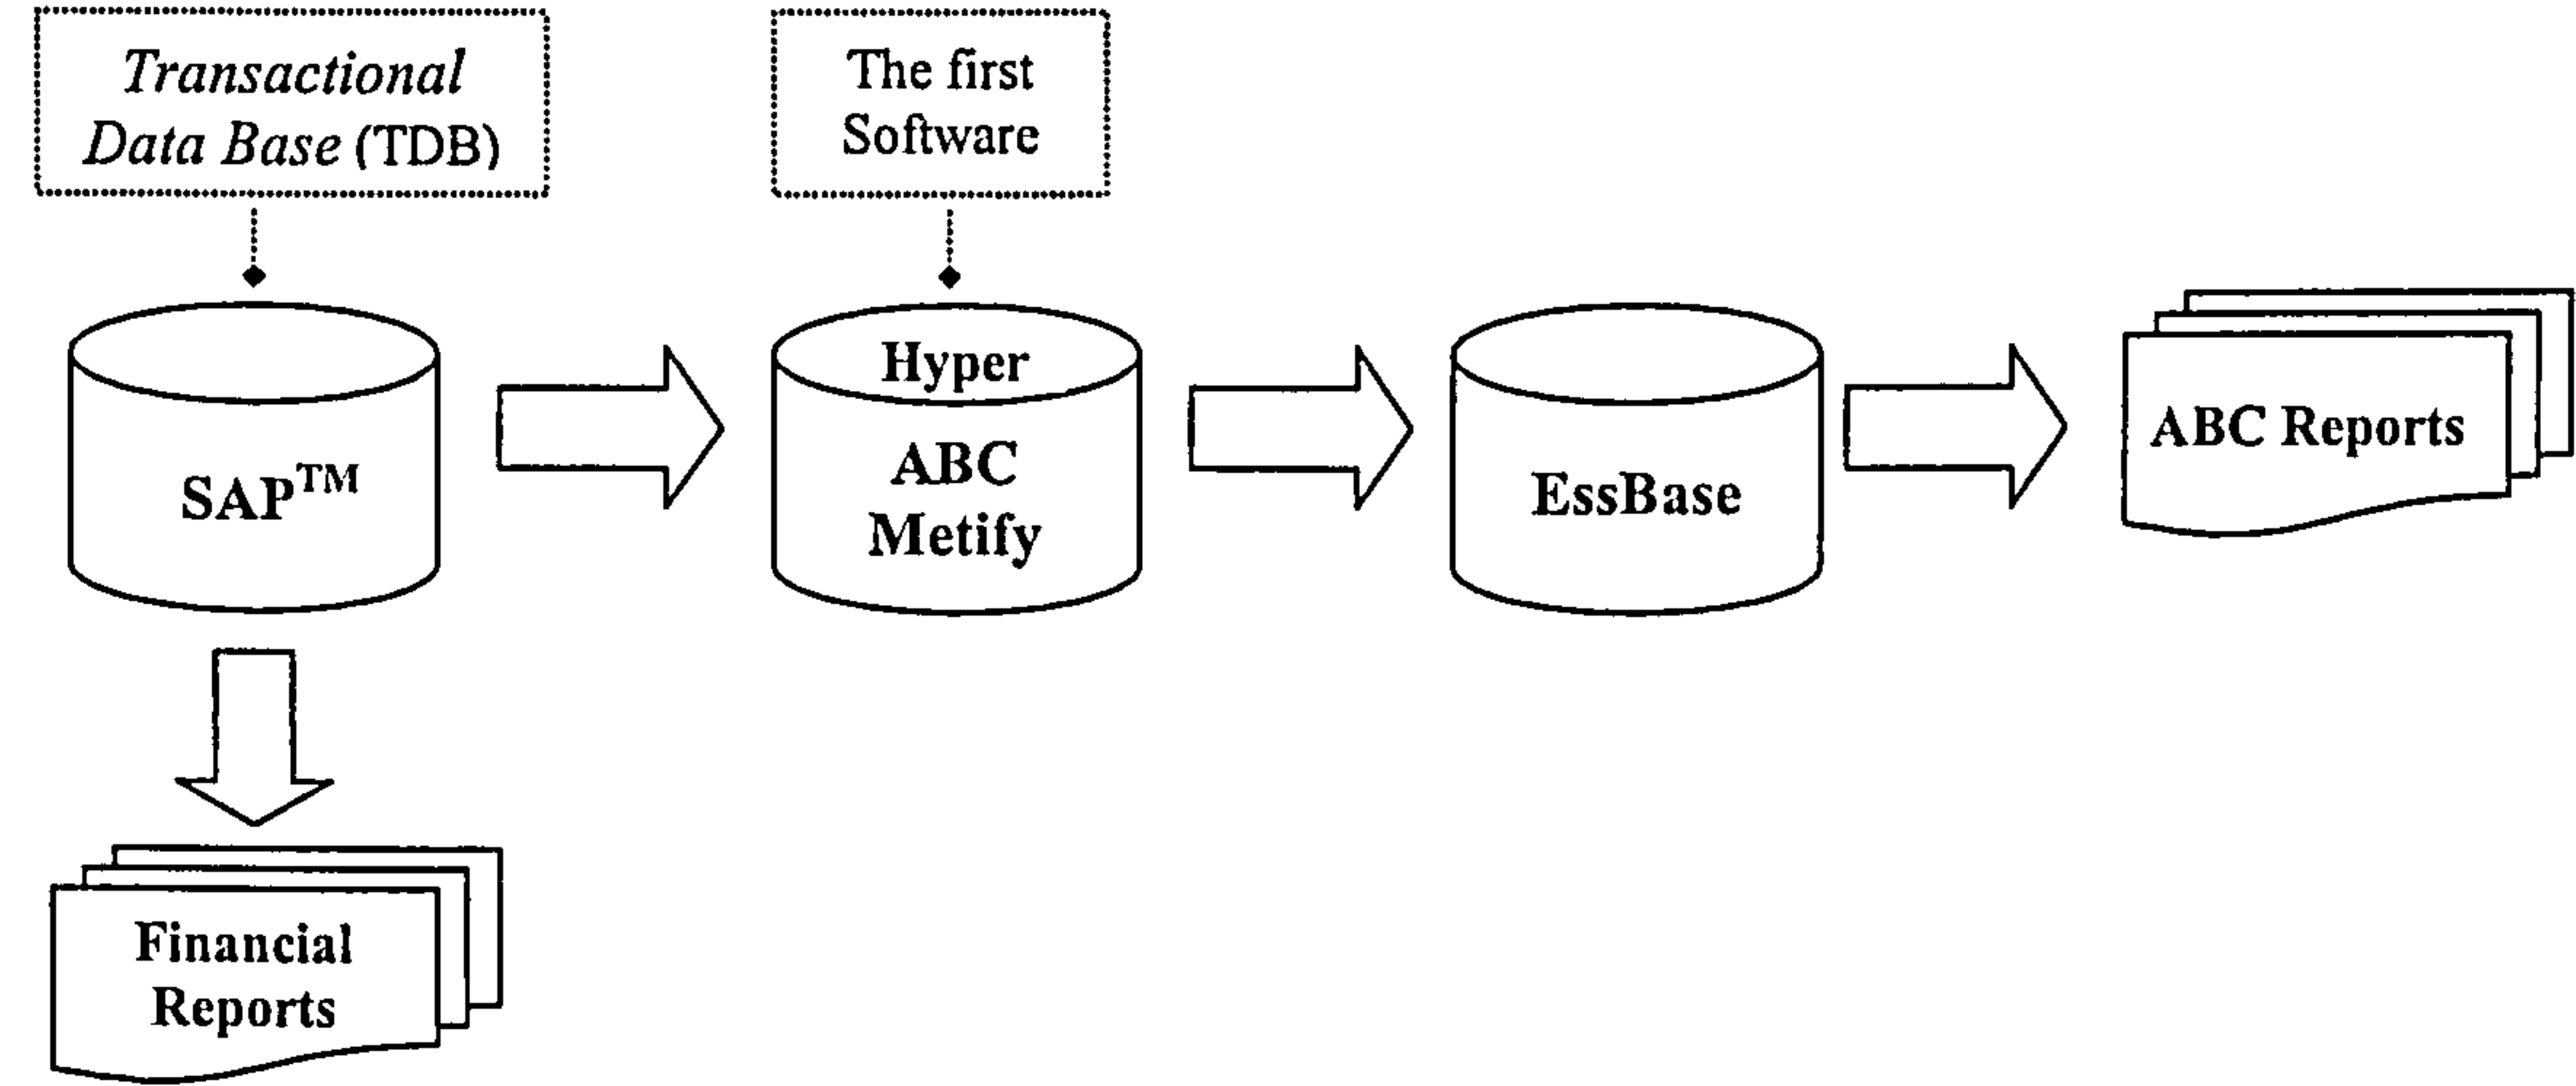 Transactional
Data Base (TDB)
The first
Software
SAP™
Hyper
ABC
Metify
EssBase
ABC Reports
Financial
Reports